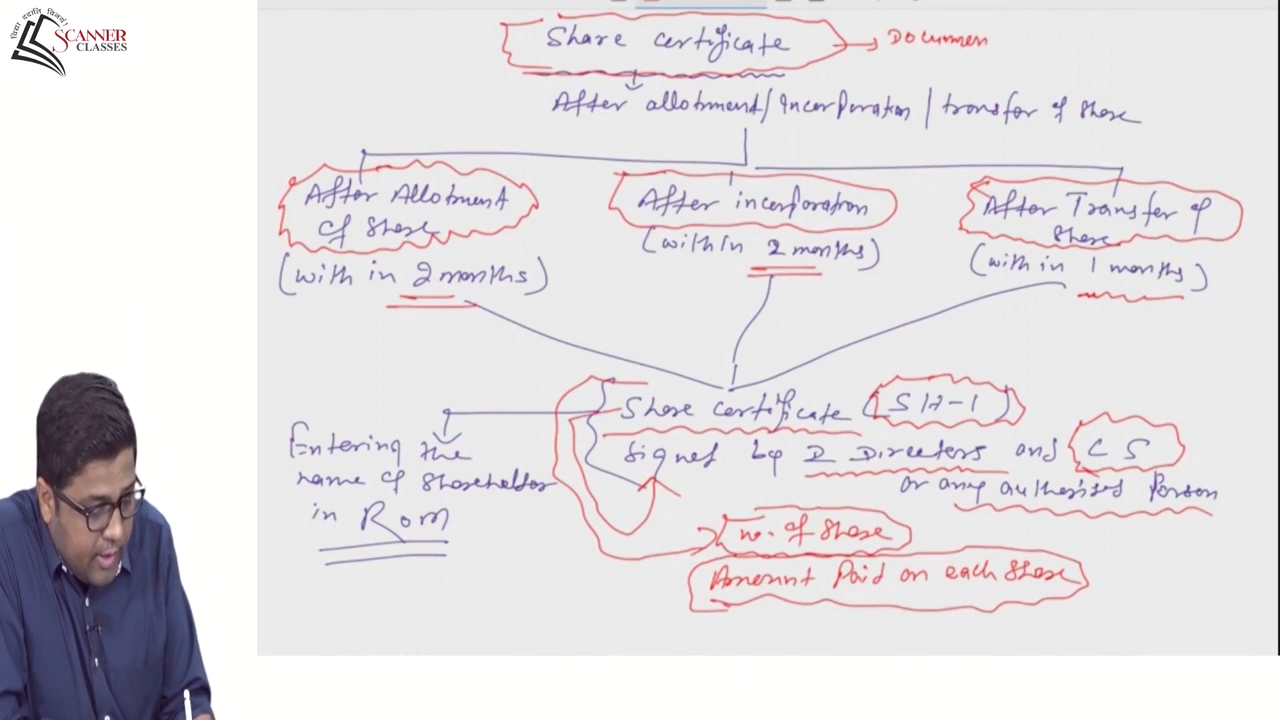 विद्या ददाति विनयं!
SCANNER
CLASSES
Share certificate → Documen
After allotment/Incorporation/transfer of share
After Allotment
of share
(with in 2 months)
After incorporation
(within 2 months)
After Transfer of
share
(with in 1 months)
Share certificate (SH-1)
Signed by 2 Directors and CS
or any authorised Person
Entering the
name of shareholder
in ROM
no. of share
Amount Paid on each share